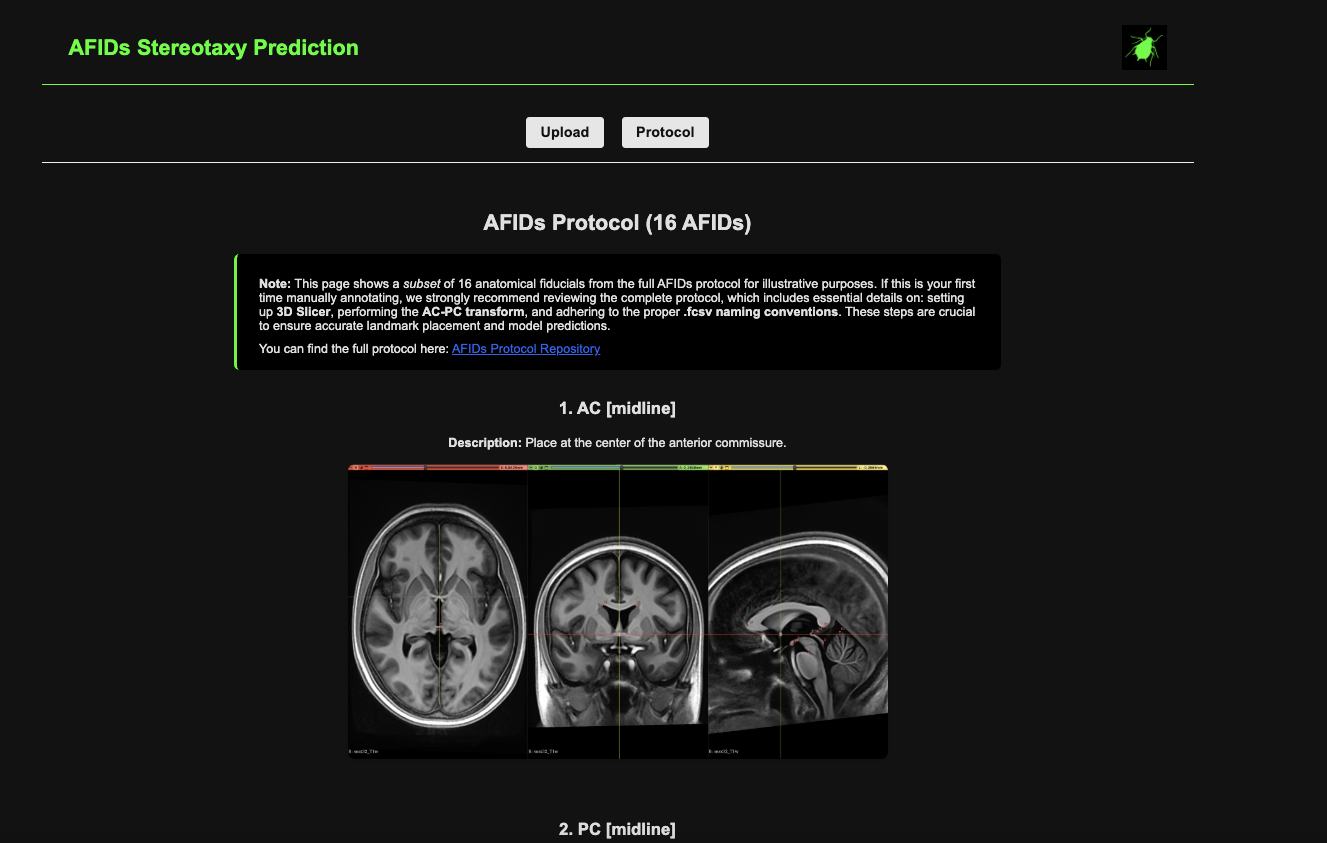 AFIDs Stereotaxy Prediction
Upload Protocol
AFIDs Protocol (16 AFIDs)
Note: This page shows a subset of 16 anatomical fiducials from the full AFIDs protocol for illustrative purposes. If this is your first
time manually annotating, we strongly recommend reviewing the complete protocol, which includes essential details on: setting
up 3D Slicer, performing the AC-PC transform, and adhering to the proper .fcsv naming conventions. These steps are crucial
to ensure accurate landmark placement and model predictions.
You can find the full protocol here: AFIDs Protocol Repository
1. AC [midline]
Description: Place at the center of the anterior commissure.
2. PC [midline]